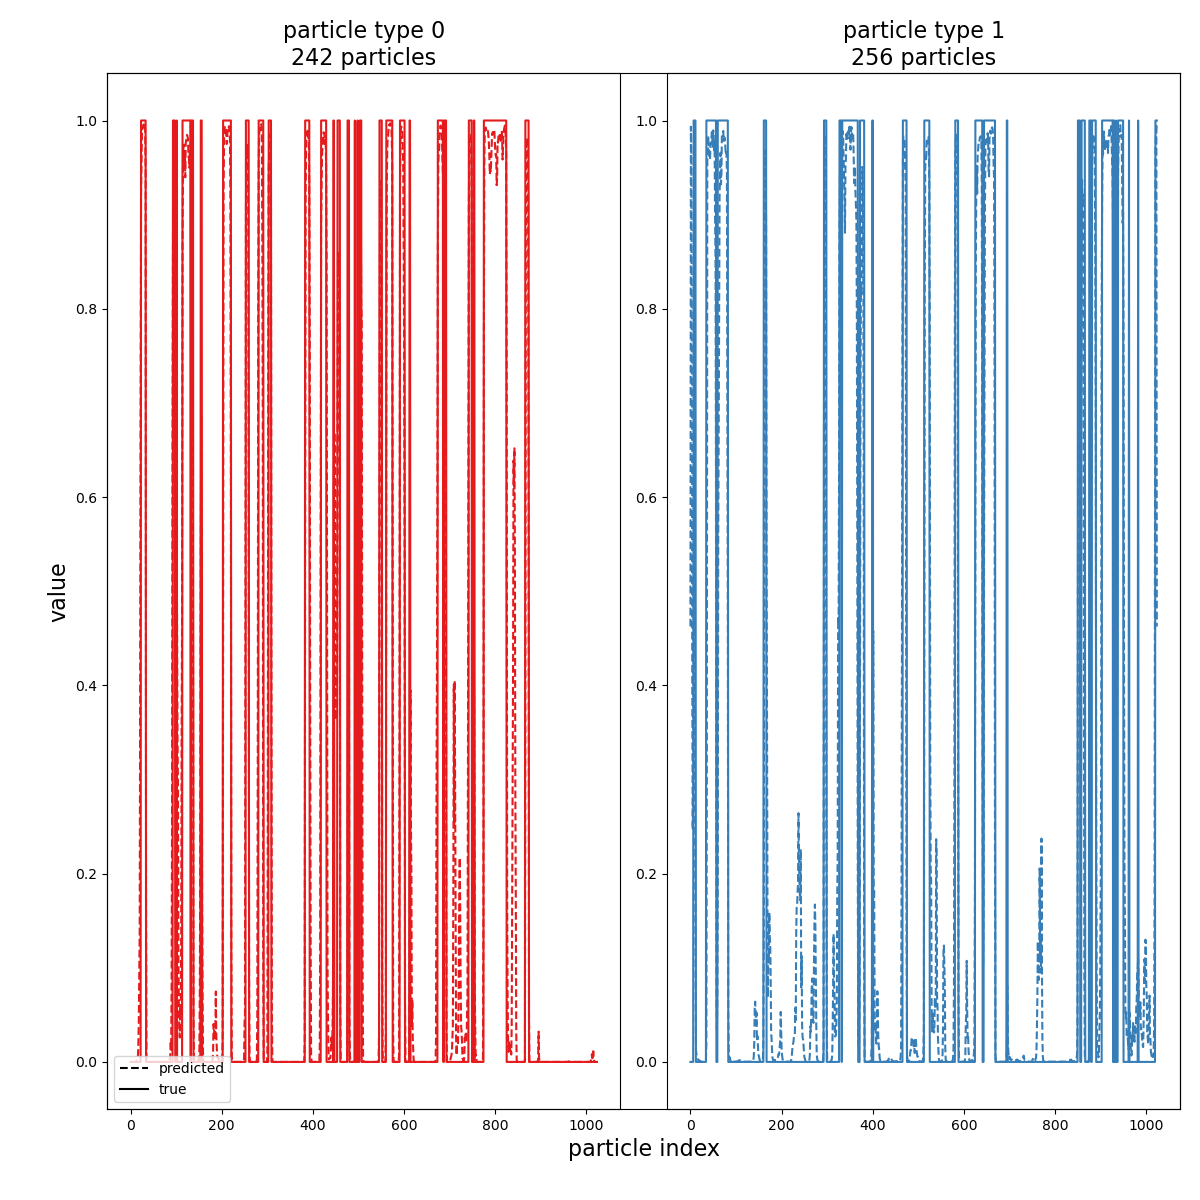 particle type 0
242 particles
particle type 1
256 particles
1.0
0.8
0.6
0.4
0.2
0.0
value
predicted
true
0 200 400 600 800 1000
1.0
0.8
0.6
0.4
0.2
0.0
0 200 400 600 800 1000
particle index